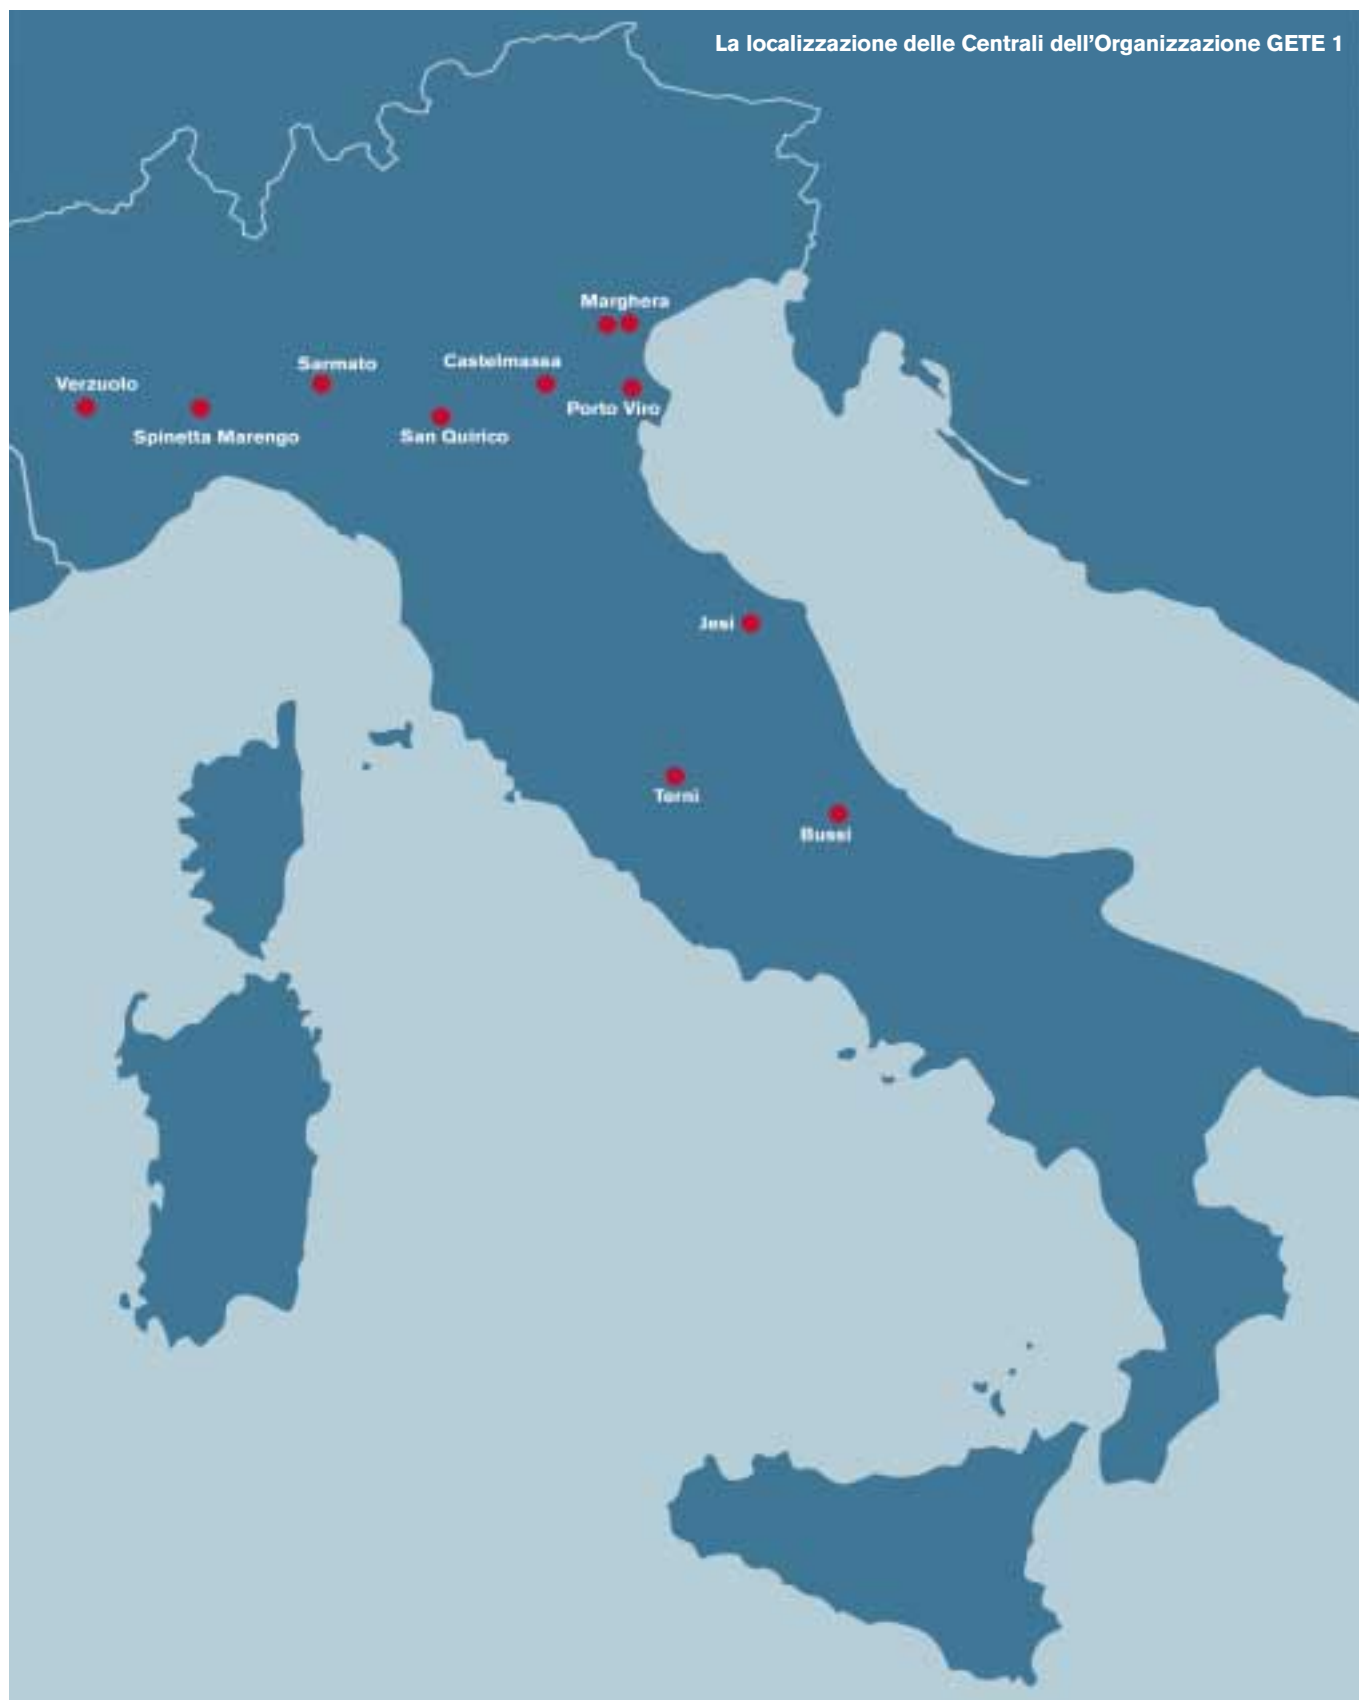 La localizzazione delle Centrali dell'Organizzazione GETE 1
Marghera
Castelmassa
Sarmato
Verzuolo
Porto Viro
Spinetta Marengo
San Quirico
Jesi
Terni
Bussi